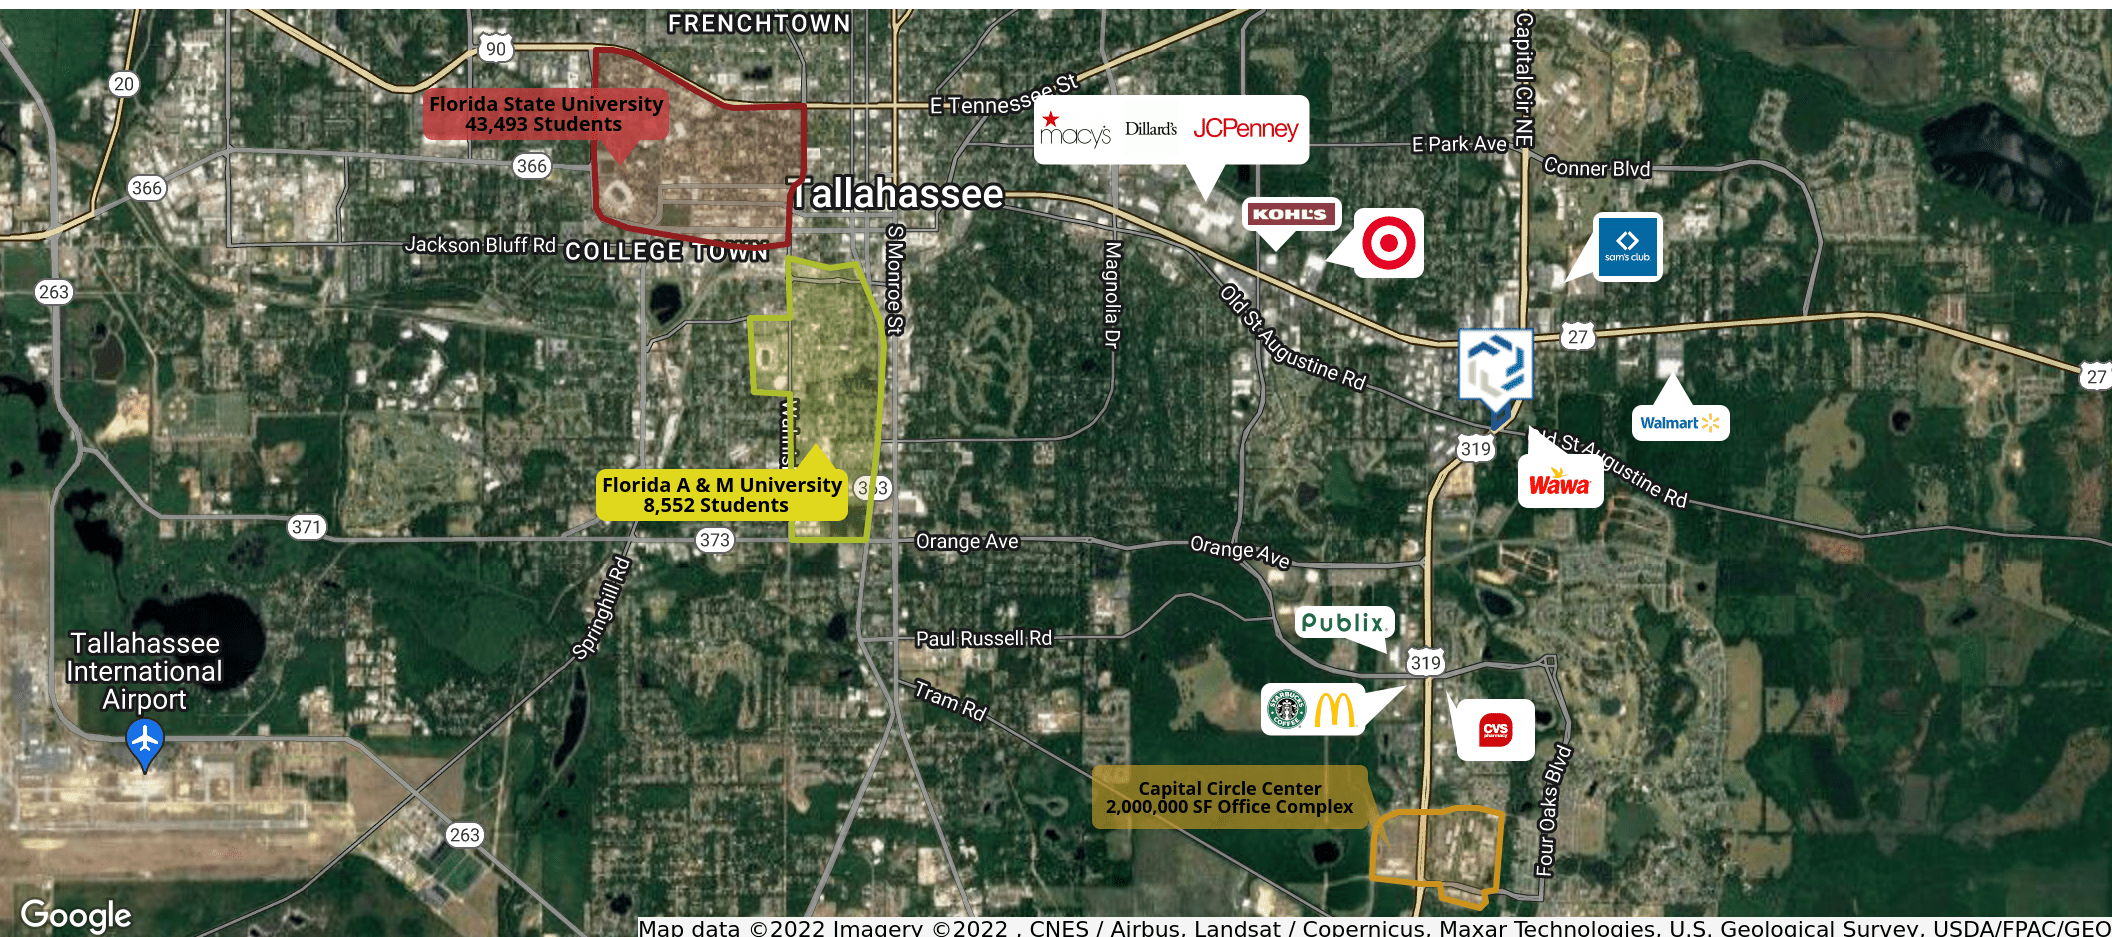 FRENCHTOWN
90
20
Capital Cir NE
E Tennessee St
Florida State University
43,493 Students
macy's
Dillard's
JCPenney
E Park Ave
Conner Blvd
366
366
Tallahassee
KOHL'S
sam's club
Jackson Bluff Rd
COLLEGE TOWN
S Monroe St
Magnolia Dr
263
Old St Augustine Rd
27
27
Walmart
319
ld St Augustine Rd
Wawa
Florida A & M University
8,552 Students
371
373
Orange Ave
Orange Ave
Springhill Rd
Publix
Paul Russell Rd
319
Tallahassee
International
Airport
Tram Rd
STARBUCKS
COFFEE
CVS
pharmacy
Four Oaks Blvd
Capital Circle Center
2,000,000 SF Office Complex
263
Google
Map data ©2022 Imagery ©2022 , CNES / Airbus, Landsat / Copernicus, Maxar Technologies, U.S. Geological Survey, USDA/FPAC/GEO